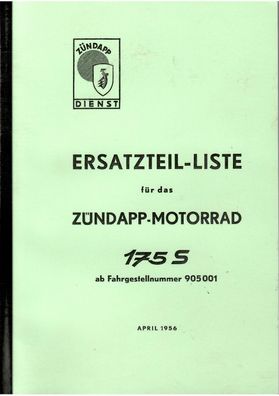 ZÜNDAPP
DIENST
ERSATZTEIL-LISTE
für das
ZÜNDAPP-MOTORRAD
175 S
ab Fahrgestellnummer 905001
APRIL 1956